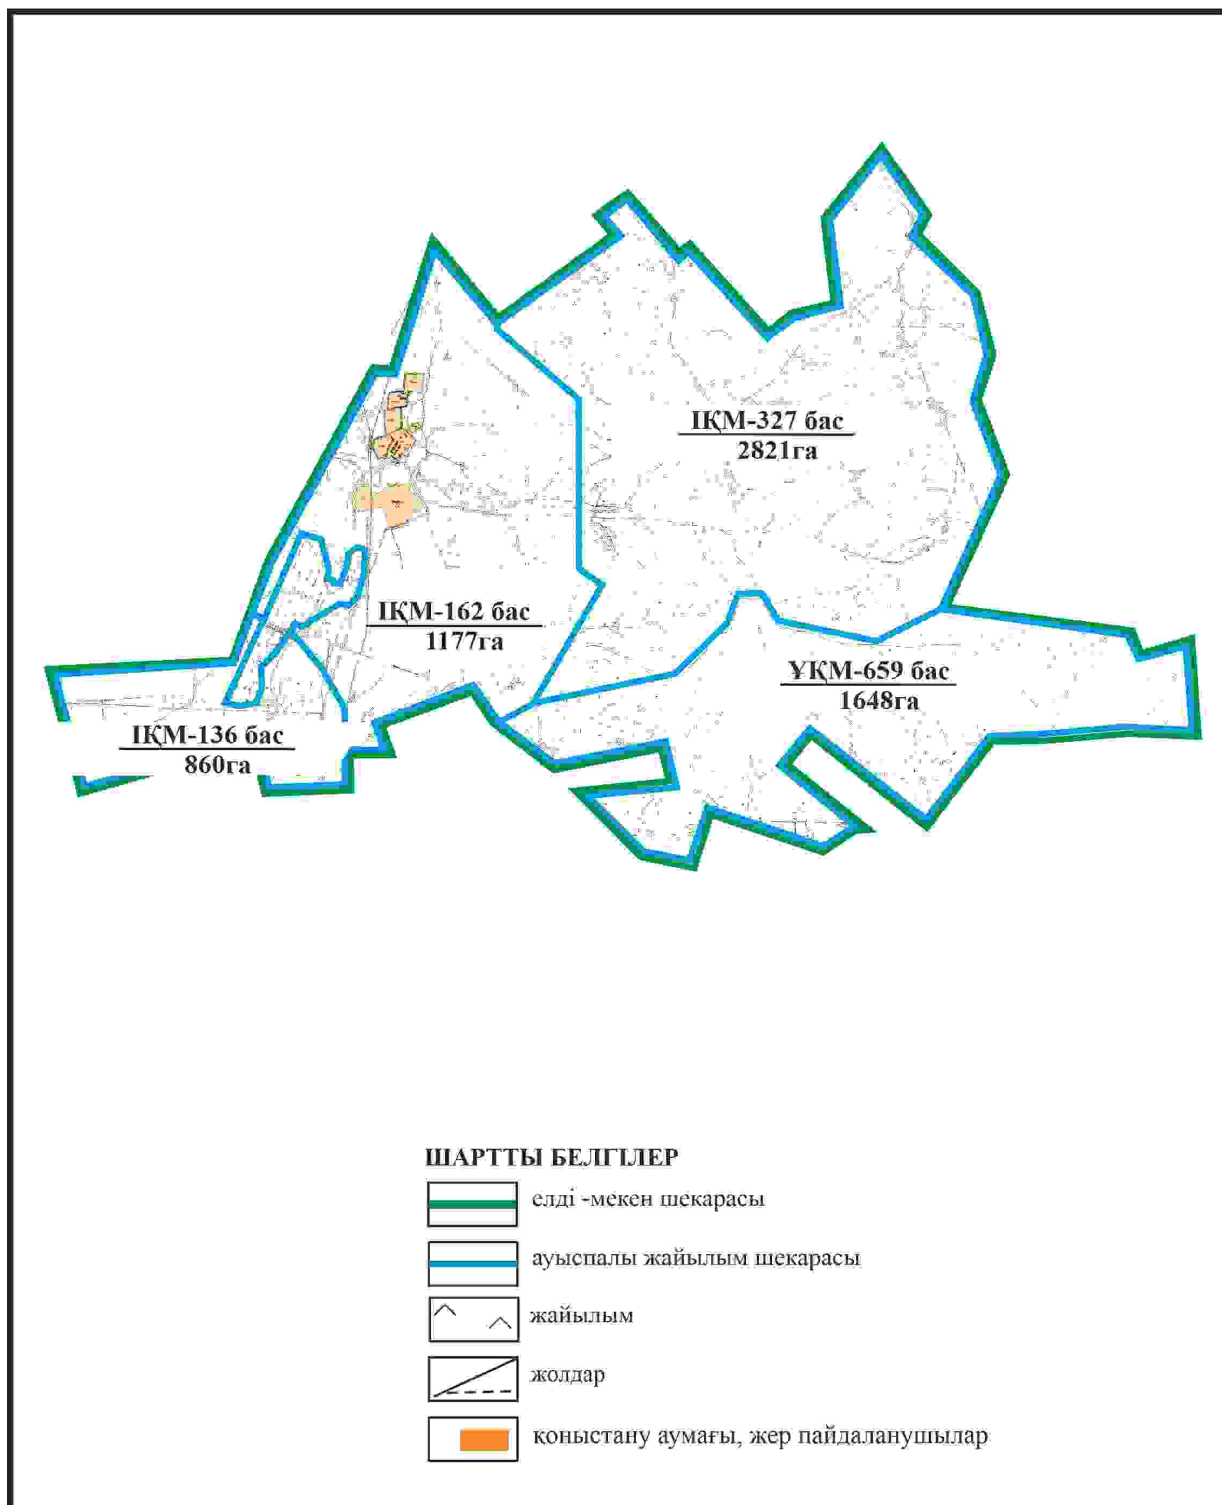 ІҚМ-327 бас
2821га
ІҚМ-162 бас
1177га
ҰҚМ-659 бас
1648га
ІҚМ-136 бас
860га
ШАРТТЫ БЕЛГІЛЕР
елді -мекен шекарасы
ауыспалы жайылым шекарасы
жайылым
жолдар
қоныстану аумағы, жер пайдаланушылар